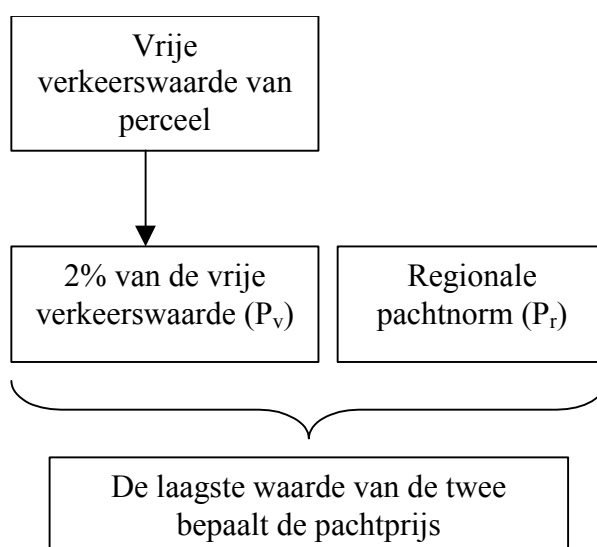 Vrije
verkeerswaarde van
perceel
2% van de vrije
verkeerswaarde (Pv)
Regionale
pachtnorm (Pr)
De laagste waarde van de twee
bepaalt de pachtprijs